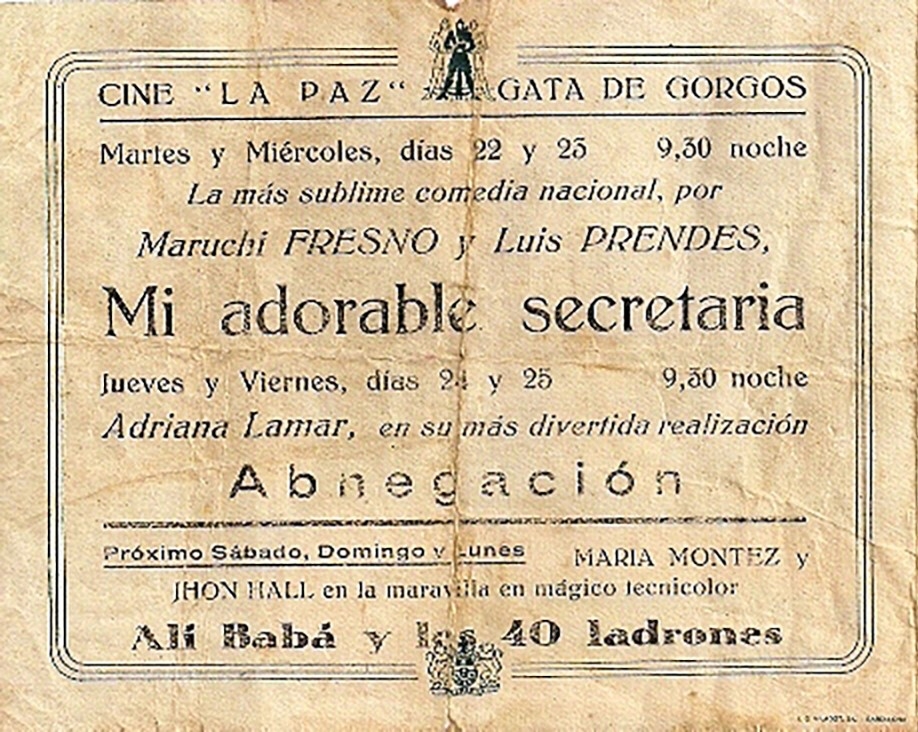 CINE "LA PAZ" GATA DE GORGOS
Martes y Miércoles, días 22 y 23 9,30 noche
La más sublime comedia nacional, por
Maruchi FRESNO y Luis PRENDES,
Mi adorable secretaria
Jueves y Viernes, días 24 y 25 9,30 noche
Adriana Lamar, en su más divertida realización
Abnegación
Próximo Sábado, Domingo y Lunes MARIA MONTEZ y
JHON HALL en la maravilla en mágico tecnicolor
Alí Babá y los 40 ladrones